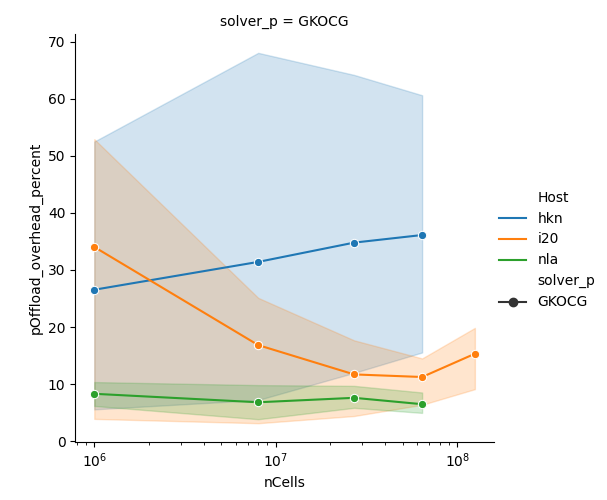 solver_p = GKOCG
pOffload_overhead_percent
70
60
50
40
30
20
10
0
10^6
10^7
10^8
nCells
Host
hkn
i20
nla
solver_p
GKOCG